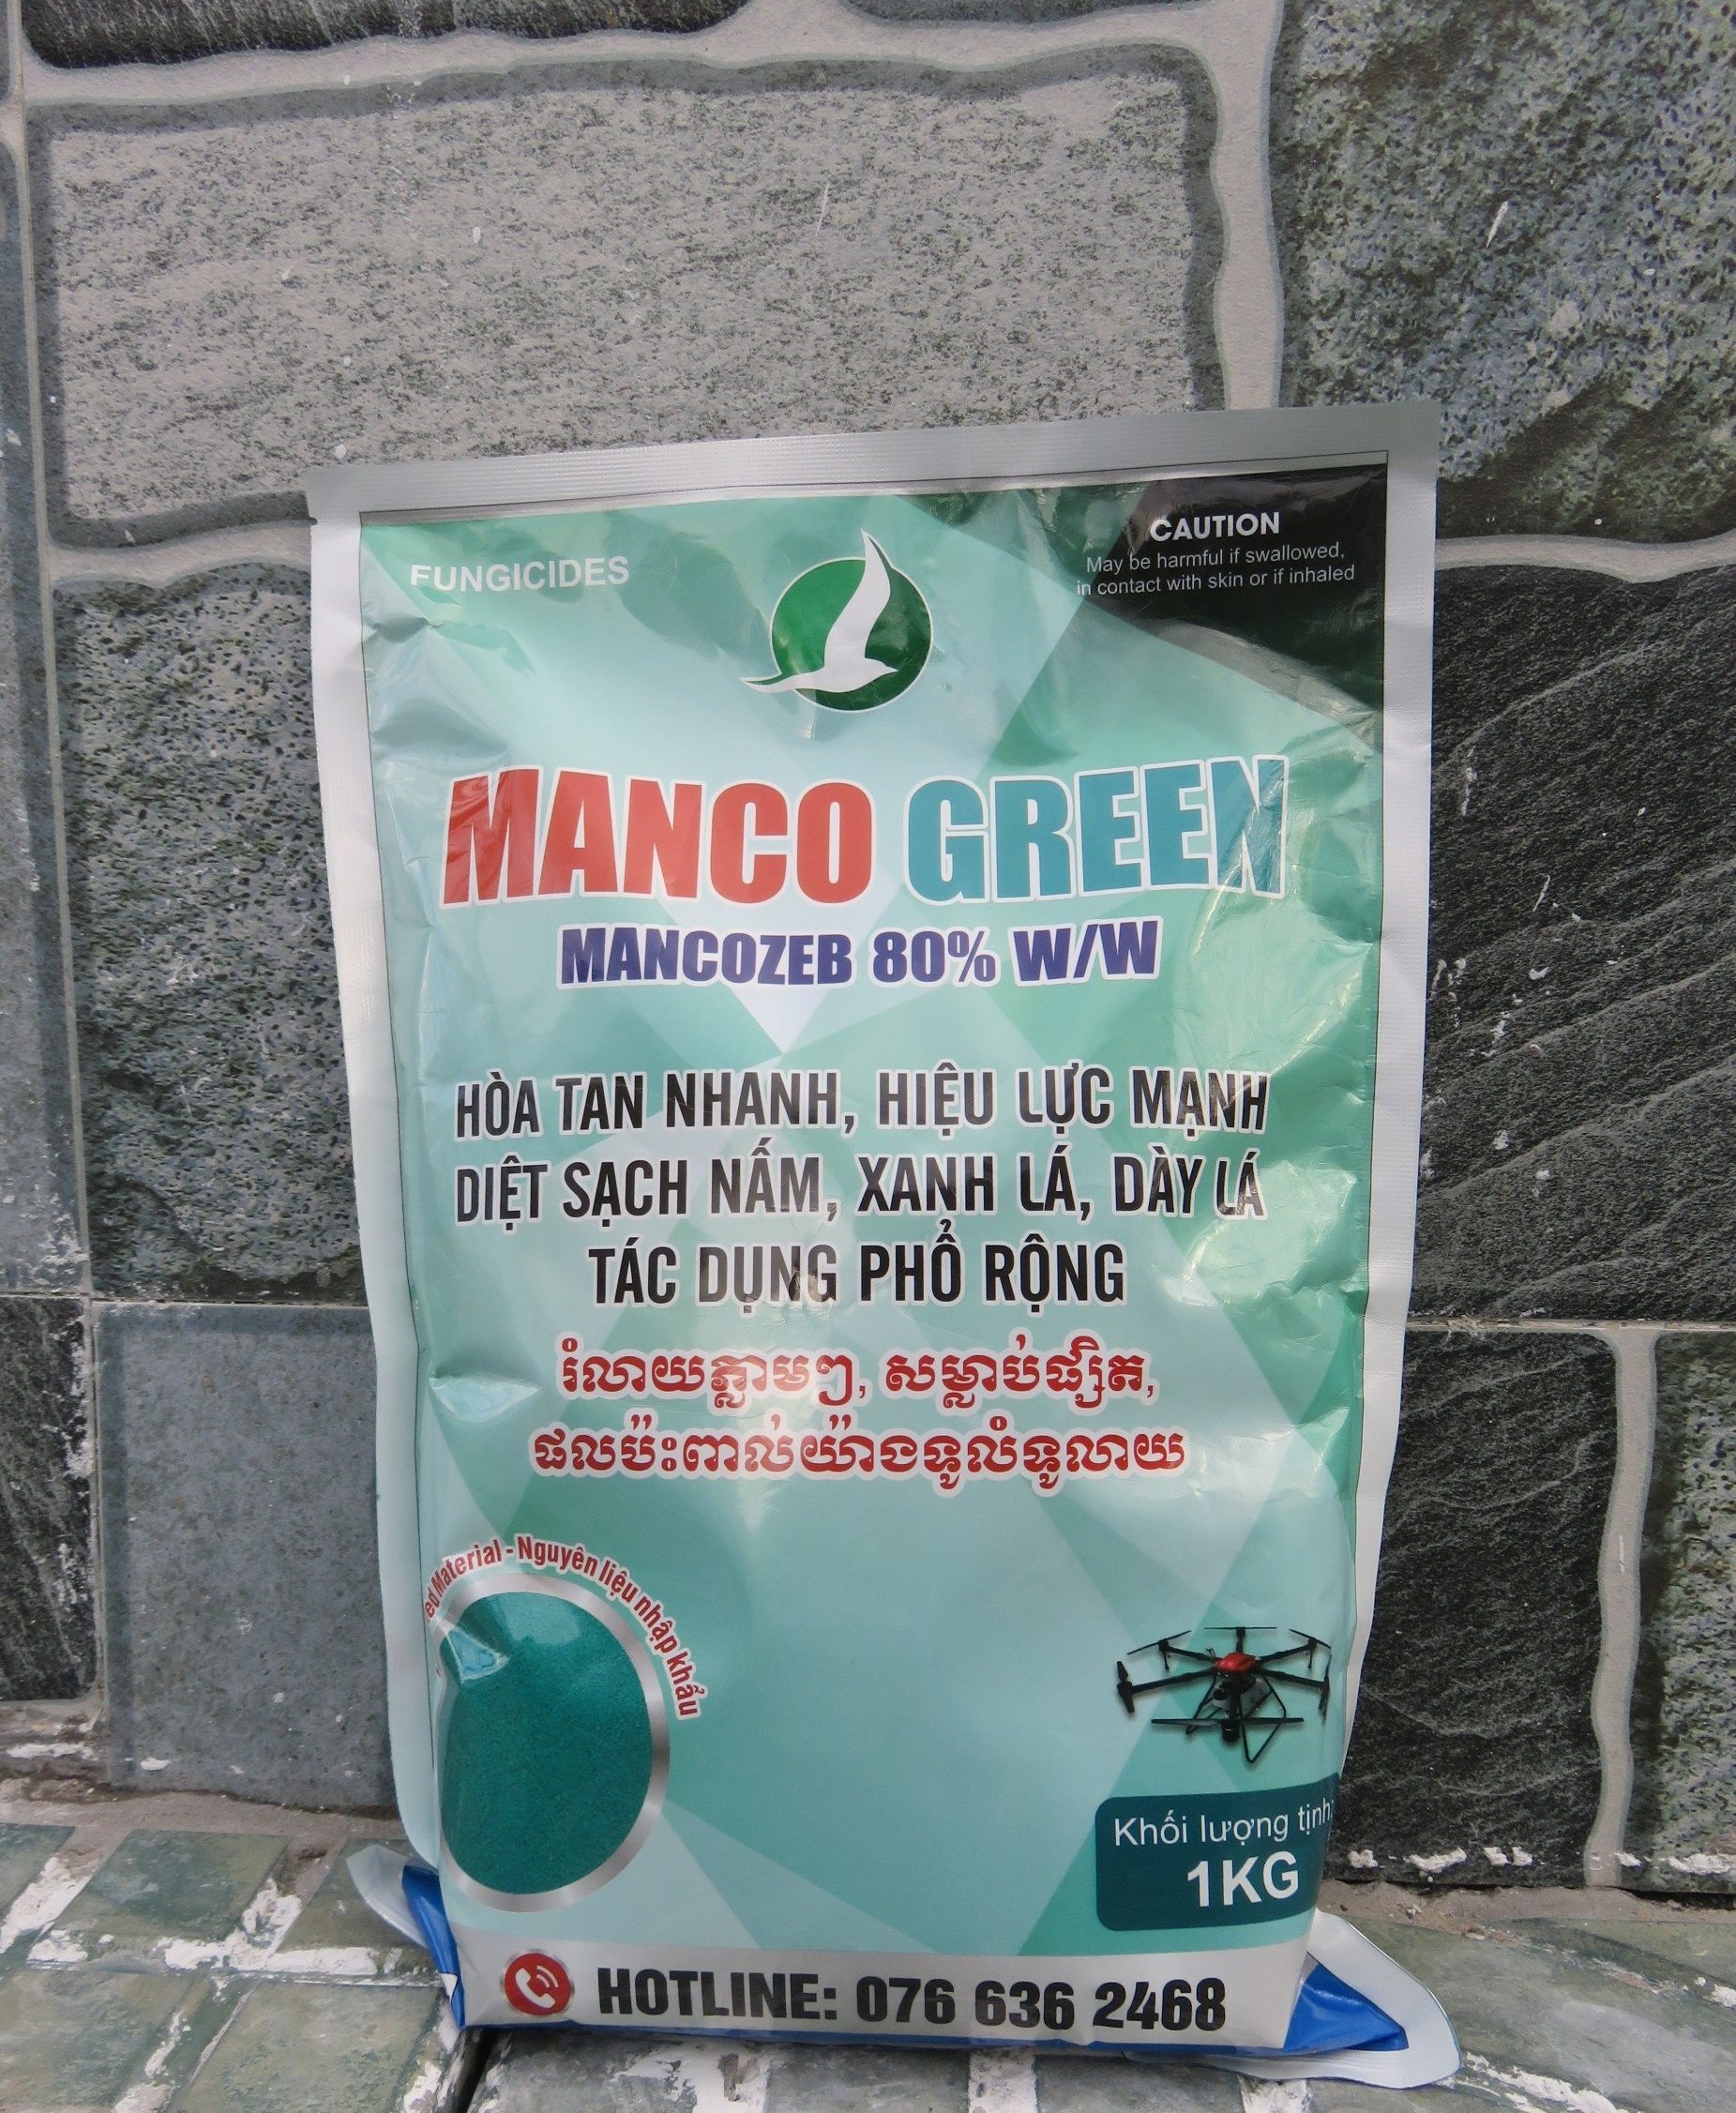 FUNGICIDES
CAUTION
May be harmful if swallowed,
in contact with skin or if inhaled
MANCO GREEN
MANCOZEB 80% W/W
HÒA TAN NHANH, HIỆU LỰC MẠNH
DIỆT SẠCH NẤM, XANH LÁ, DÀY LÁ
TÁC DỤNG PHỔ RỘNG
រំលាយភ្លាមៗ, សម្លាប់ផ្សិត,
ផលប៉ះពាល់យ៉ាងទូលំទូលាយ
Material - Nguyên liệu nhập khẩu
Khối lượng tịnh:
1KG
HOTLINE: 076 636 2468